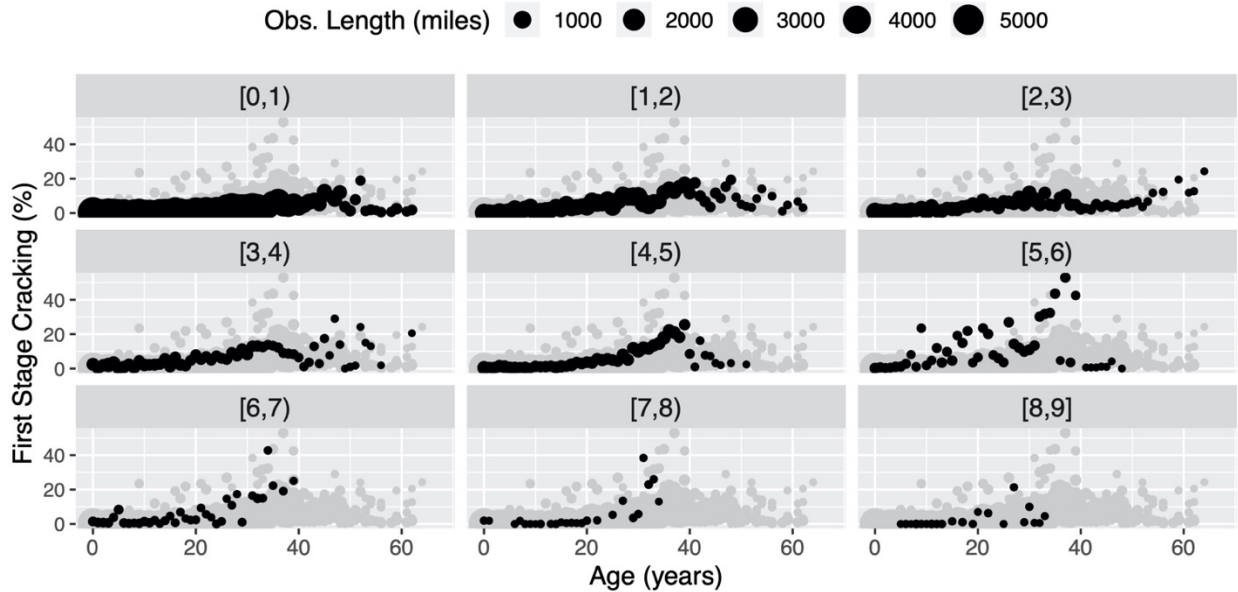 Obs. Length (miles) 1000 2000 3000 4000 5000
[0,1) [1,2) [2,3)
40
20
0
[3,4) [4,5) [5,6)
40
20
0
[6,7) [7,8) [8,9]
40
20
0
0 20 40 60 0 20 40 60 0 20 40 60
First Stage Cracking (%)
Age (years)